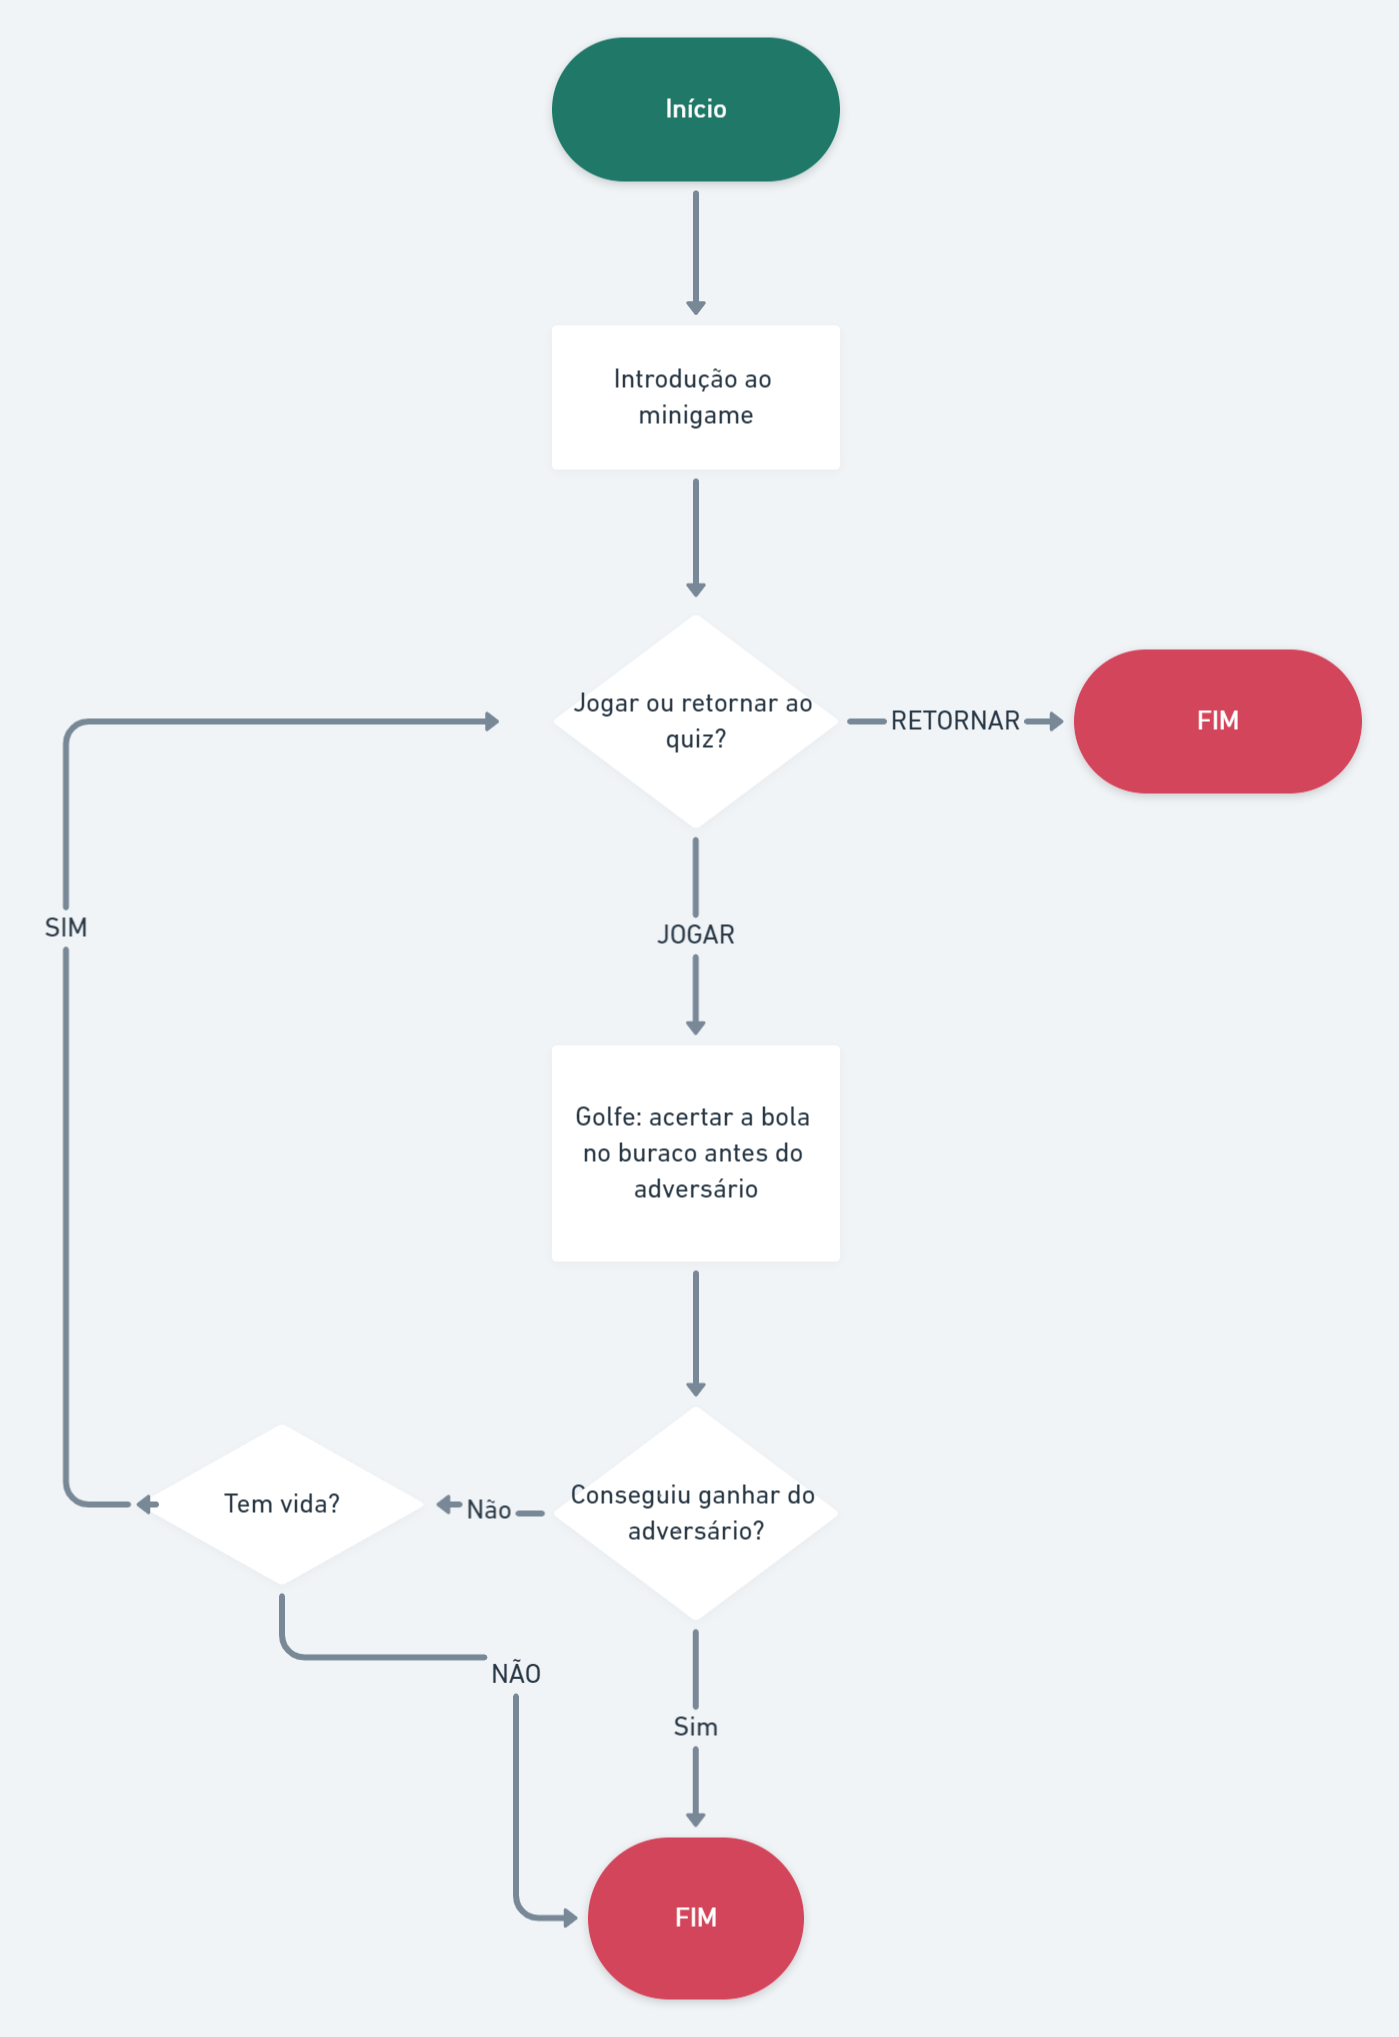 Início
Introdução ao
minigame
Jogar ou retornar ao
quiz?
RETORNAR
FIM
SIM
JOGAR
Golfe: acertar a bola
no buraco antes do
adversário
Tem vida?
Não
Conseguiu ganhar do
adversário?
NÃO
Sim
FIM